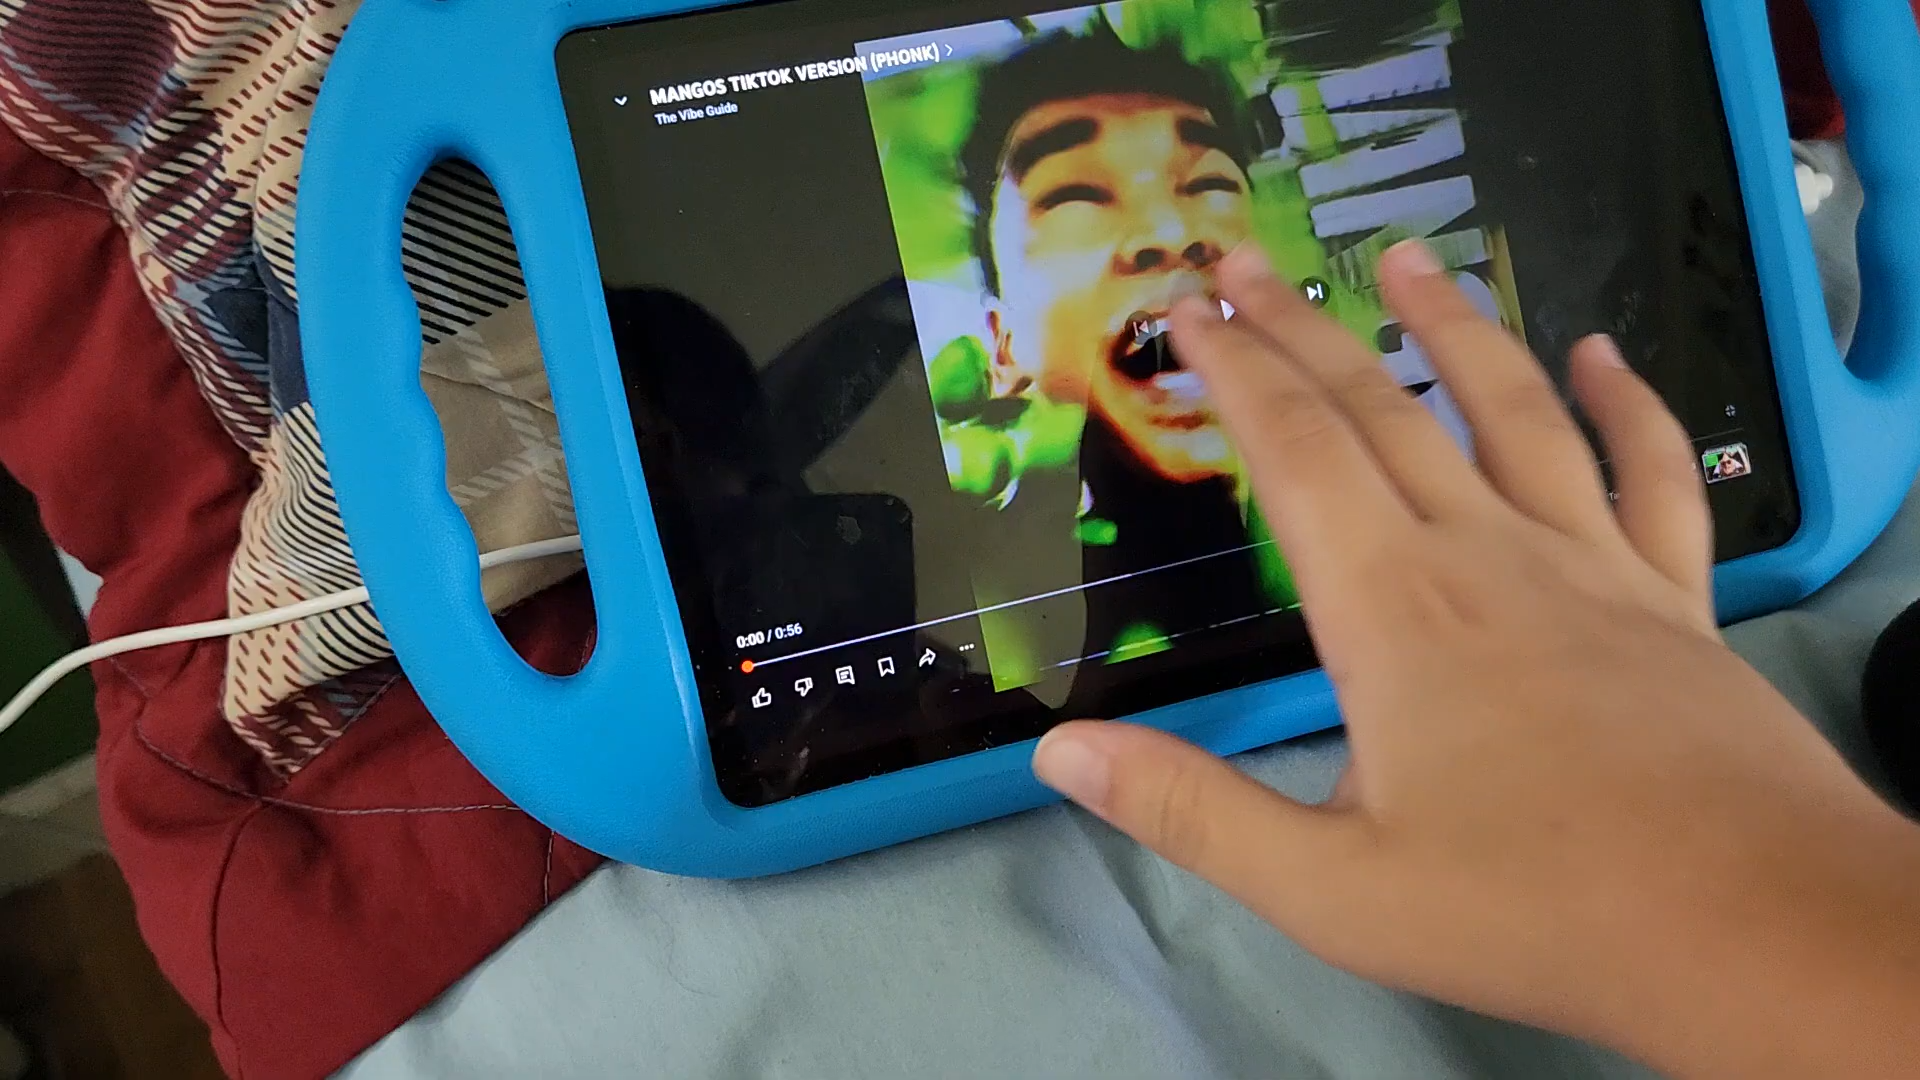 MANGOS TIKTOK VERSION (PHONK)
The Vibe Guide
0:00 / 0:56